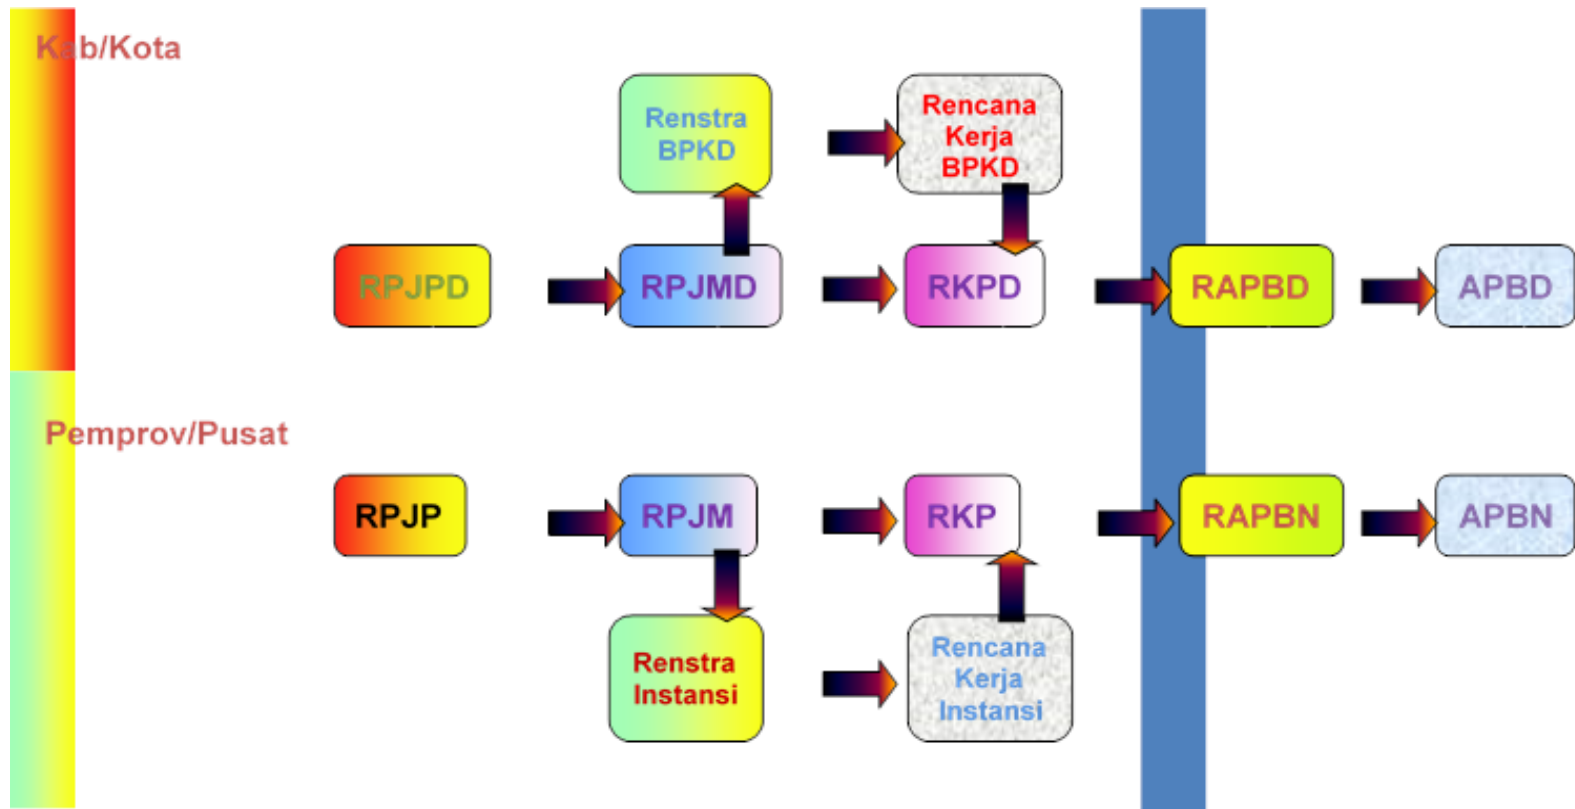 Kab/Kota
Renstra
BPKD
Rencana
Kerja
BPKD
RPJPD
RPJMD
RKPD
RAPBD
APBD
Pemprov/Pusat
RPJP
RPJM
RKP
RAPBN
APBN
Renstra
Instansi
Rencana
Kerja
Instansi